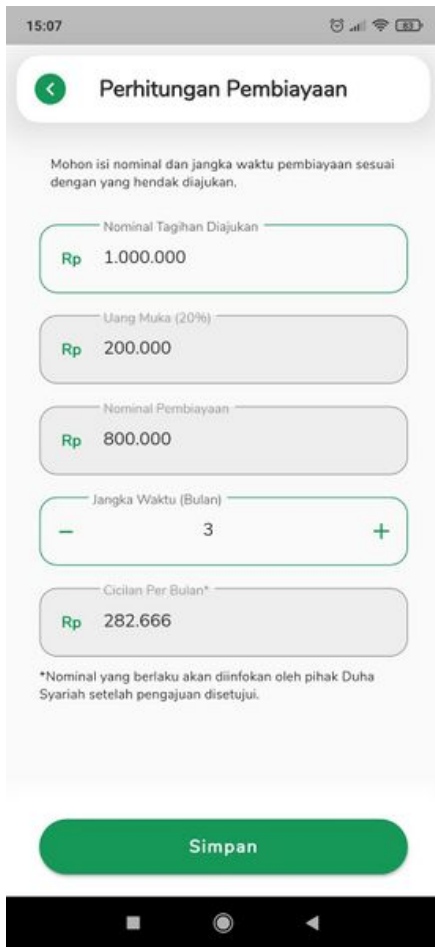 15:07
83
Perhitungan Pembiayaan
Mohon isi nominal dan jangka waktu pembiayaan sesuai
dengan yang hendak diajukan.
Nominal Tagihan Diajukan
Rp 1.000.000
Uang Muka (20%)
Rp 200.000
Nominal Pembiayaan
Rp 800.000
Jangka Waktu (Bulan)
− 3 +
Cicilan Per Bulan*
Rp 282.666
*Nominal yang berlaku akan diinfokan oleh pihak Duha
Syariah setelah pengajuan disetujui.
Simpan